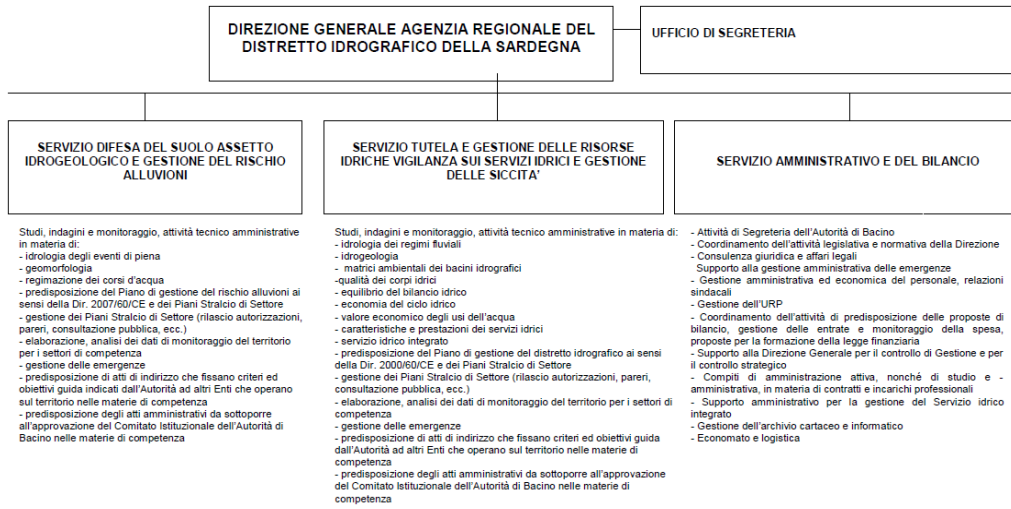 DIREZIONE GENERALE AGENZIA REGIONALE DEL
DISTRETTO IDROGRAFICO DELLA SARDEGNA
UFFICIO DI SEGRETERIA
SERVIZIO DIFESA DEL SUOLO ASSETTO
IDROGEOLOGICO E GESTIONE DEL RISCHIO
ALLUVIONI
Studi, indagini e monitoraggio, attività tecnico amministrative
in materia di:
- idrologia degli eventi di piena
- geomorfologia
- regimazione dei corsi d'acqua
- predisposizione del Piano di gestione del rischio alluvioni ai
sensi della Dir. 2007/60/CE e dei Piani Stralcio di Settore
- gestione dei Piani Stralcio di Settore (rilascio autorizzazioni,
pareri, consultazione pubblica, ecc.)
- elaborazione, analisi dei dati di monitoraggio del territorio
per i settori di competenza
- gestione delle emergenze
- predisposizione di atti di indirizzo che fissano criteri ed
obiettivi guida indicati dall'Autorità ad altri Enti che operano
sul territorio nelle materie di competenza
- predisposizione degli atti amministrativi da sottoporre
all'approvazione del Comitato Istituzionale dell'Autorità di
Bacino nelle materie di competenza
SERVIZIO TUTELA E GESTIONE DELLE RISORSE
IDRICHE VIGILANZA SUI SERVIZI IDRICI E GESTIONE
DELLE SICCITA'
Studi, indagini e monitoraggio, attività tecnico amministrative in materia di:
- idrologia dei regimi fluviali
- idrogeologia
- matrici ambientali dei bacini idrografici
-qualità dei corpi idrici
- equilibrio del bilancio idrico
- economia del ciclo idrico
- valore economico degli usi dell'acqua
- caratteristiche e prestazioni dei servizi idrici
- servizio idrico integrato
- predisposizione del Piano di gestione del distretto idrografico ai sensi
della Dir. 2000/60/CE e dei Piani Stralcio di Settore
- gestione dei Piani Stralcio di Settore (rilascio autorizzazioni, pareri,
consultazione pubblica, ecc.)
- elaborazione, analisi dei dati di monitoraggio del territorio per i settori di
competenza
- gestione delle emergenze
- predisposizione di atti di indirizzo che fissano criteri ed obiettivi guida
dall'Autorità ad altri Enti che operano sul territorio nelle materie di
competenza
- predisposizione degli atti amministrativi da sottoporre all'approvazione
del Comitato Istituzionale dell'Autorità di Bacino nelle materie di
competenza
SERVIZIO AMMINISTRATIVO E DEL BILANCIO
- Attività di Segreteria dell'Autorità di Bacino
- Coordinamento dell'attività legislativa e normativa della Direzione
- Consulenza giuridica e affari legali
Supporto alla gestione amministrativa delle emergenze
- Gestione amministrativa ed economica del personale, relazioni
sindacali
- Gestione dell'URP
- Coordinamento dell'attività di predisposizione delle proposte di
bilancio, gestione delle entrate e monitoraggio della spesa,
proposte per la formazione della legge finanziaria
- Supporto alla Direzione Generale per il controllo di Gestione e per il
controllo strategico
- Compiti di amministrazione attiva, nonché di studio e -
amministrativa, in materia di contratti e incarichi professionali
- Supporto amministrativo per la gestione del Servizio idrico
integrato
- Gestione dell'archivio cartaceo e informatico
- Economato e logistica